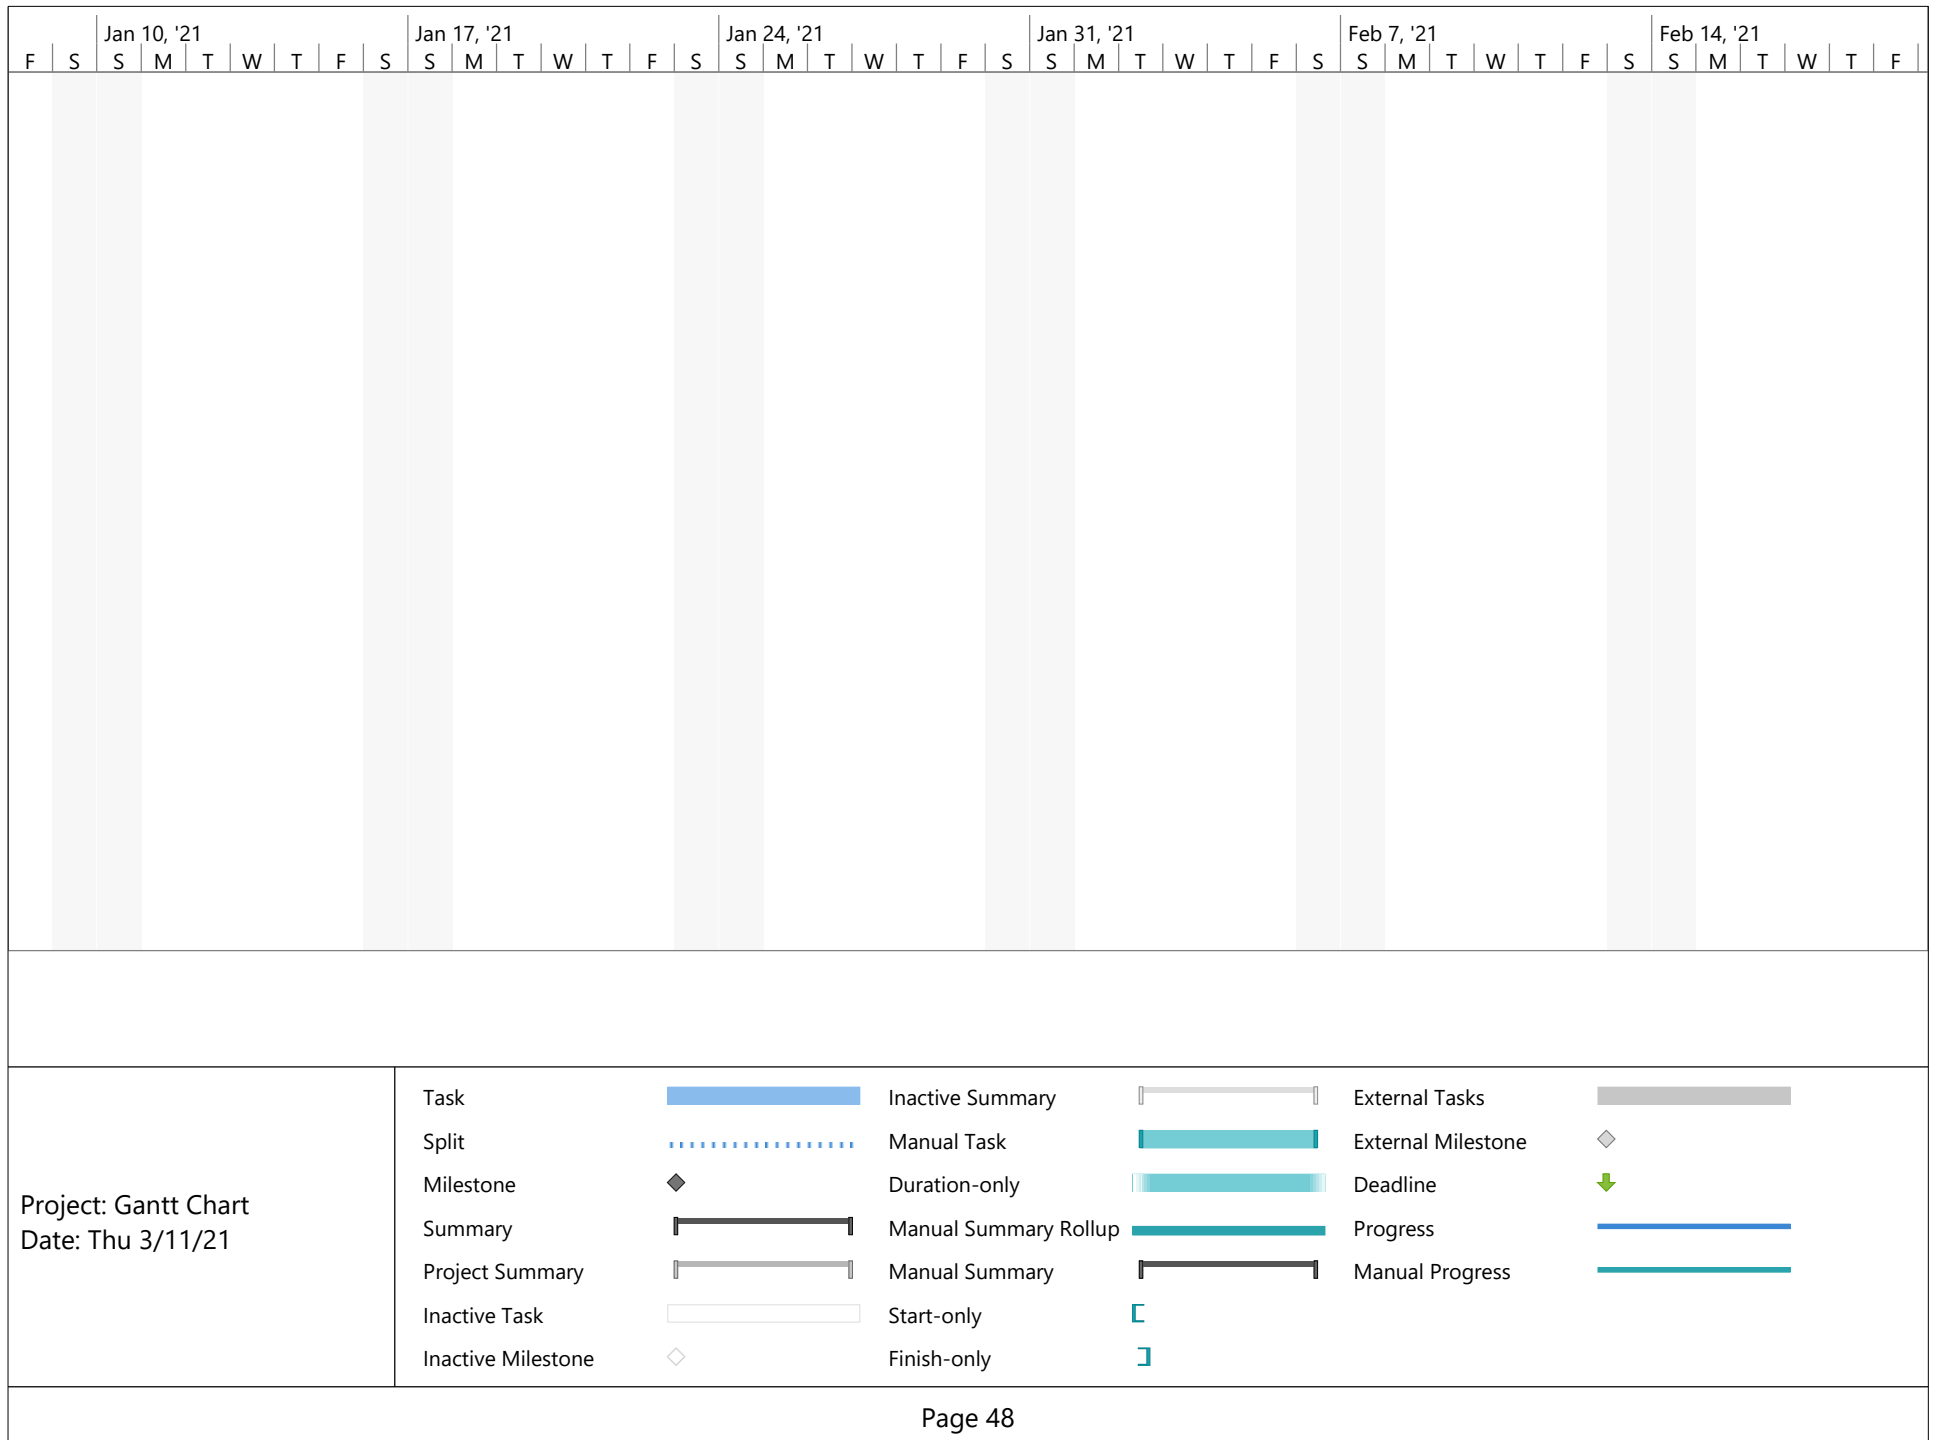 Jan 10, '21 Jan 17, '21 Jan 24, '21 Jan 31, '21 Feb 7, '21 Feb 14, '21
F S S M T W T F S S M T W T F S S M T W T F S S M T W T F S S M T W T F S S M T W T F
Task Inactive Summary External Tasks
Split Manual Task External Milestone
Milestone Duration-only Deadline
Summary Manual Summary Rollup Progress
Project Summary Manual Summary Manual Progress
Inactive Task Start-only
Inactive Milestone Finish-only
Project: Gantt Chart
Date: Thu 3/11/21
Page 48